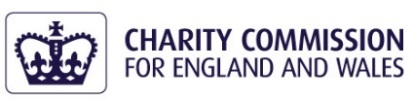 CHARITY COMMISSION
FOR ENGLAND AND WALES